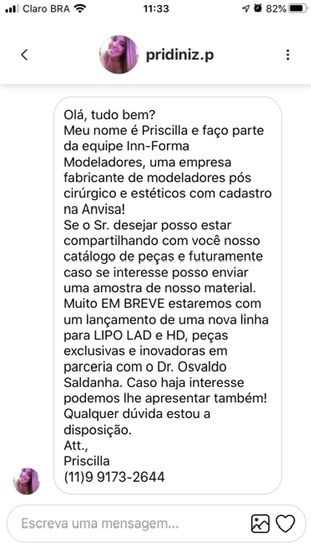 Claro BRA 11:33 82%
pridiniz.p
Olá, tudo bem?
Meu nome é Priscilla e faço parte
da equipe Inn-Forma
Modeladores, uma empresa
fabricante de modeladores pós
cirúrgico e estéticos com cadastro
na Anvisa!
Se o Sr. desejar posso estar
compartilhando com você nosso
catálogo de peças e futuramente
caso se interesse posso enviar
uma amostra de nosso material.
Muito EM BREVE estaremos com
um lançamento de uma nova linha
para LIPO LAD e HD, peças
exclusivas e inovadoras em
parceria com o Dr. Osvaldo
Saldanha. Caso haja interesse
podemos lhe apresentar também!
Qualquer dúvida estou a
disposição.
Att.,
Priscilla
(11)9 9173-2644
Escreva uma mensagem...